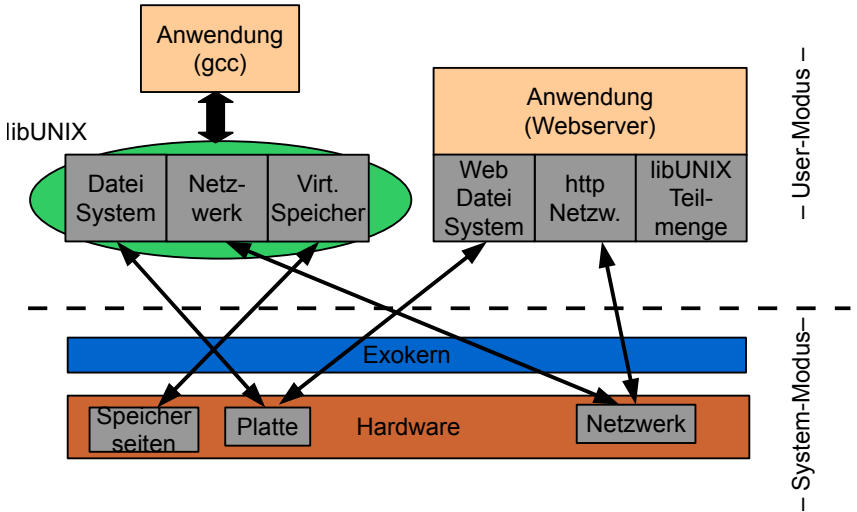 Anwendung
(gcc)
libUNIX
Datei
System
Netz-
werk
Virt.
Speicher
Anwendung
(Webserver)
Web
Datei
System
http
Netzw.
libUNIX
Teil-
menge
– User-Modus –
Exokern
Speicher
seiten
Platte
Hardware
Netzwerk
– System-Modus–